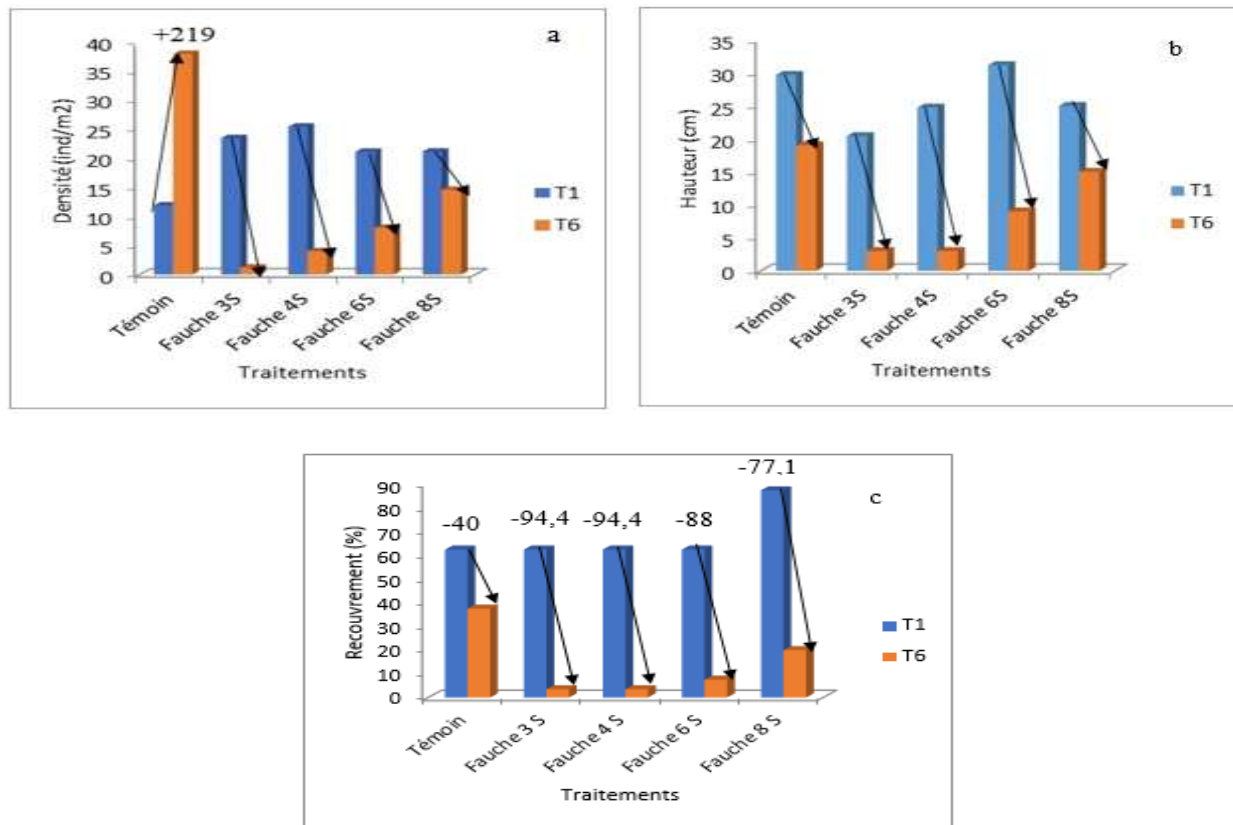 +219
a
Densité(ind/m2)
40
35
30
25
20
15
10
5
0
T1
T6
Témoin
Fauche 3S
Fauche 4S
Fauche 6S
Fauche 8S
Traitements
b
Hauteur (cm)
35
30
25
20
15
10
5
0
T1
T6
Témoin
Fauche 3S
Fauche 4S
Fauche 6S
Fauche 8S
Traitements
-77,1
c
-40
-94,4
-94,4
-88
Recouvrement (%)
90
80
70
60
50
40
30
20
10
0
T1
T6
Témoin
Fauche 3 S
Fauche 4 S
Fauche 6 S
Fauche 8 S
Traitements